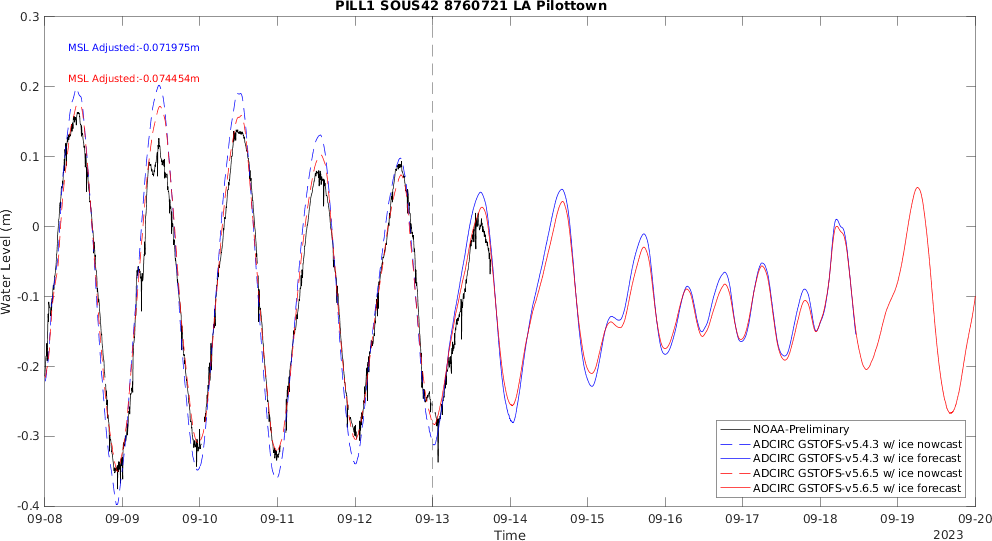 PILL1 SOUS42 8760721 LA Pilottown
MSL Adjusted:-0.071975m
MSL Adjusted:-0.074454m
Water Level (m)
0.3
0.2
0.1
0
-0.1
-0.2
-0.3
-0.4
09-08 09-09 09-10 09-11 09-12 09-13 09-14 09-15 09-16 09-17 09-18 09-19 09-20
Time
2023
NOAA-Preliminary
ADCIRC GSTOFS-v5.4.3 w/ ice nowcast
ADCIRC GSTOFS-v5.4.3 w/ ice forecast
ADCIRC GSTOFS-v5.6.5 w/ ice nowcast
ADCIRC GSTOFS-v5.6.5 w/ ice forecast